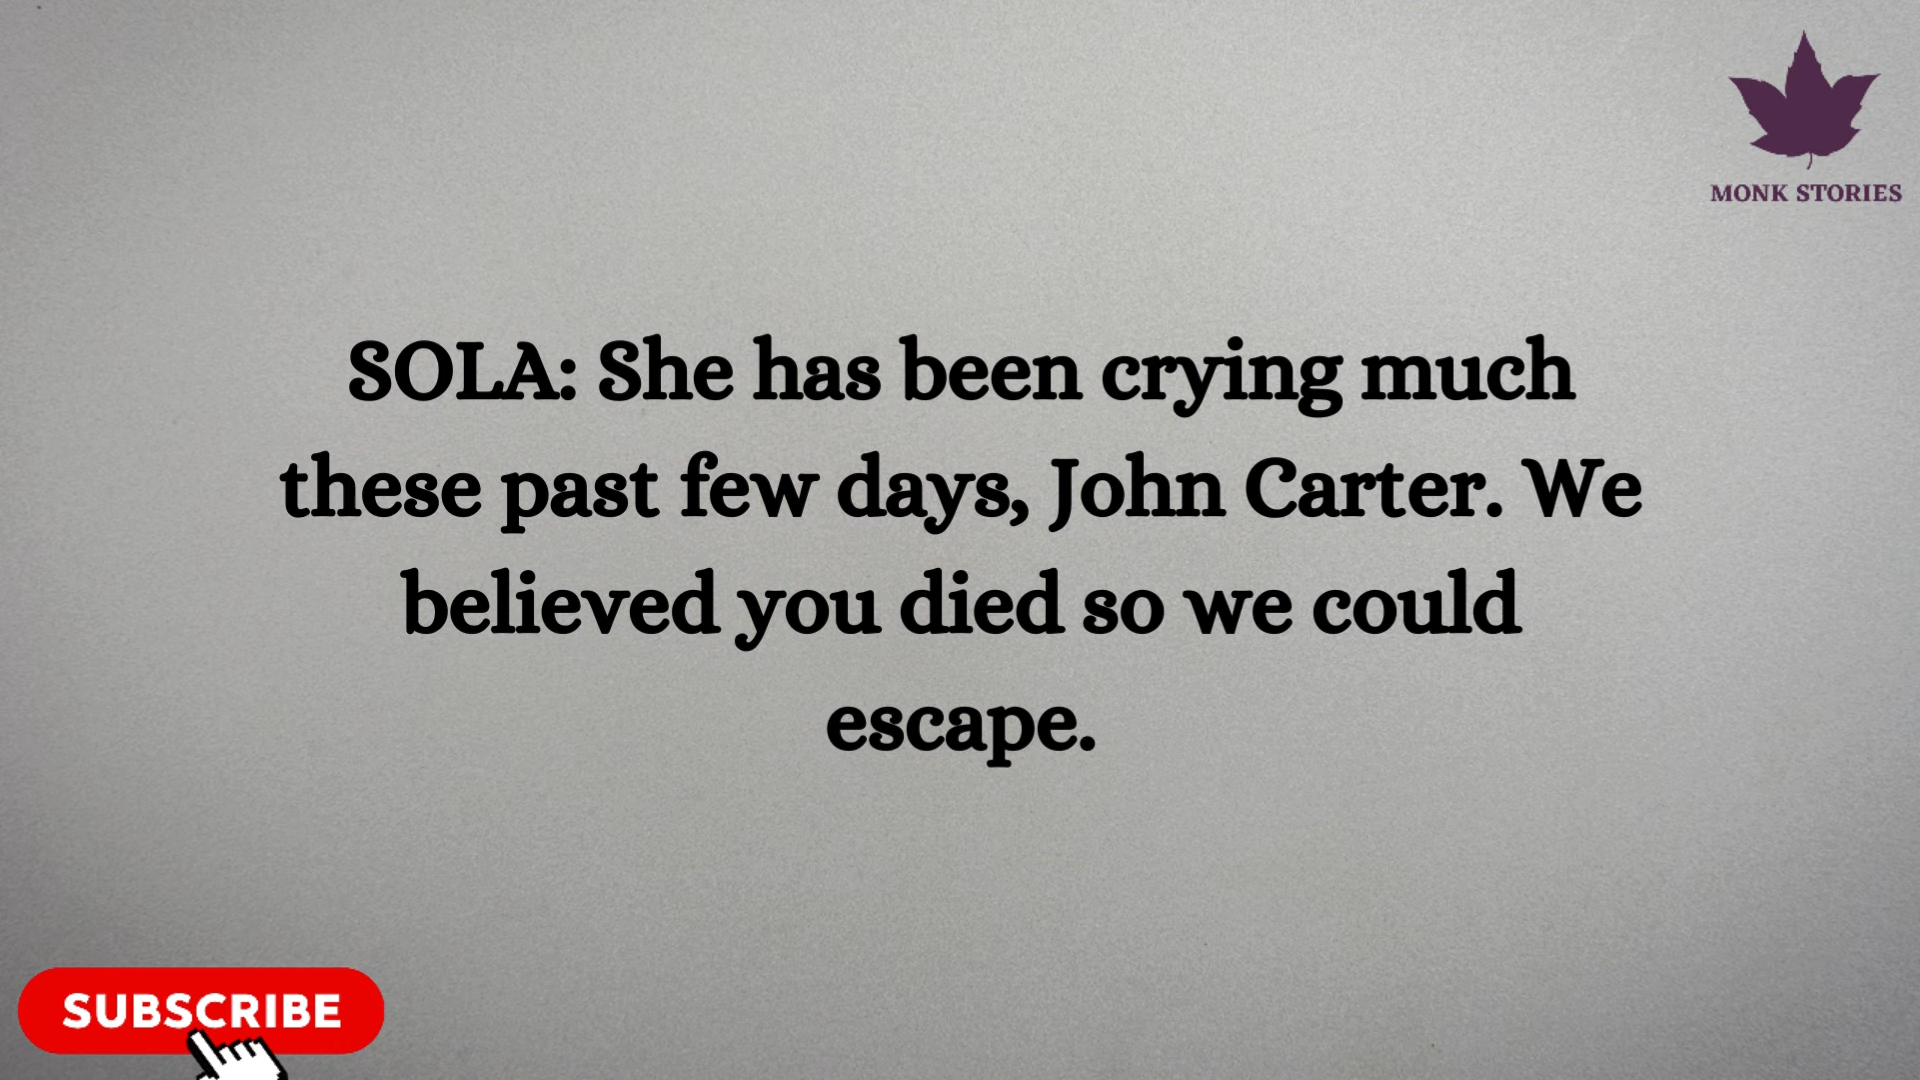 MONK STORIES
SOLA: She has been crying much
these past few days, John Carter. We
believed you died so we could
escape.
SUBSCRIBE